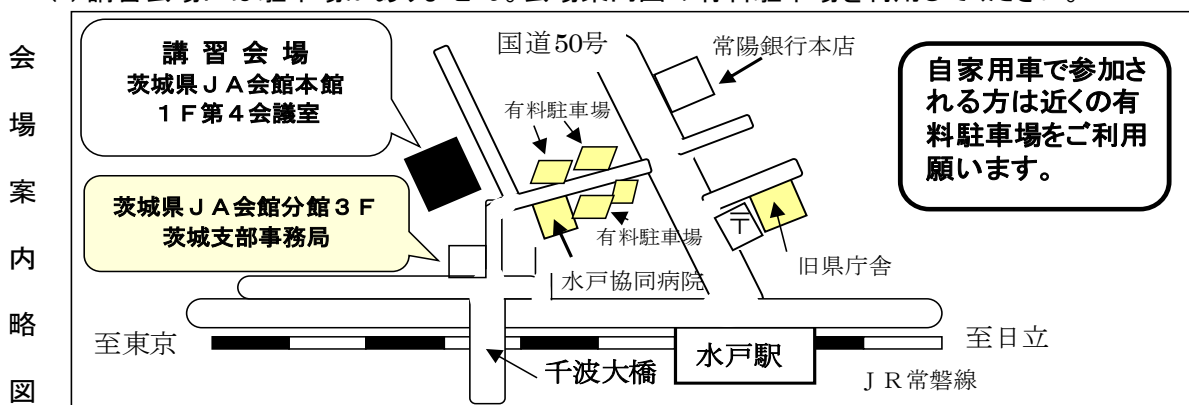 会場案内略図
講 習 会 場
茨城県ＪＡ会館本館
１Ｆ第４会議室
国道50号
常陽銀行本店
自家用車で参加さ
れる方は近くの有
料駐車場をご利用
願います。
有料駐車場
茨城県ＪＡ会館分館３Ｆ
茨城支部事務局
有料駐車場
〒
水戸協同病院
旧県庁舎
至東京
千波大橋
水戸駅
至日立
ＪＲ常磐線